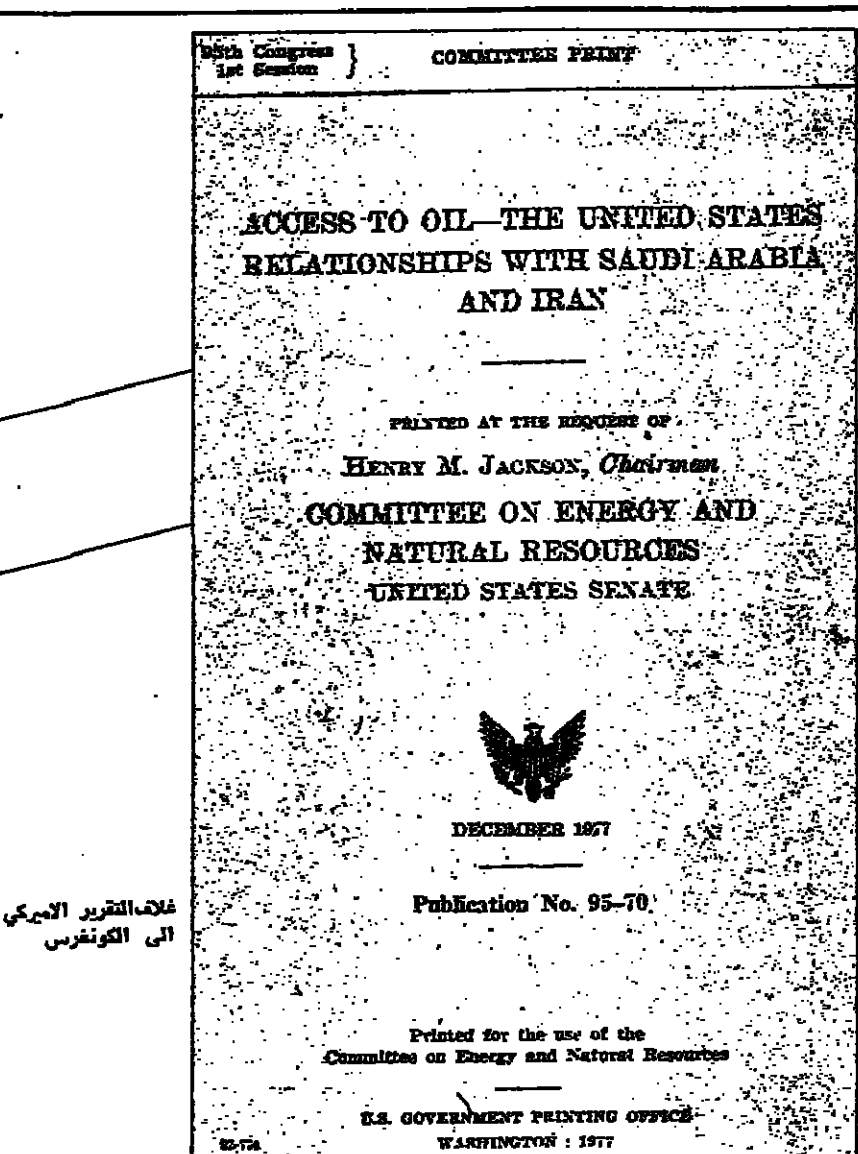 95th Congress
1st Session } COMMITTEE PRINT
ACCESS TO OIL—THE UNITED STATES
RELATIONSHIPS WITH SAUDI ARABIA
AND IRAN
PRINTED AT THE REQUEST OF
HENRY M. JACKSON, Chairman
COMMITTEE ON ENERGY AND
NATURAL RESOURCES
UNITED STATES SENATE
DECEMBER 1977
Publication No. 95–70
غلاف التقرير الاميركي
الى الكونغرس
Printed for the use of the
Committee on Energy and Natural Resources
U.S. GOVERNMENT PRINTING OFFICE
WASHINGTON : 1977